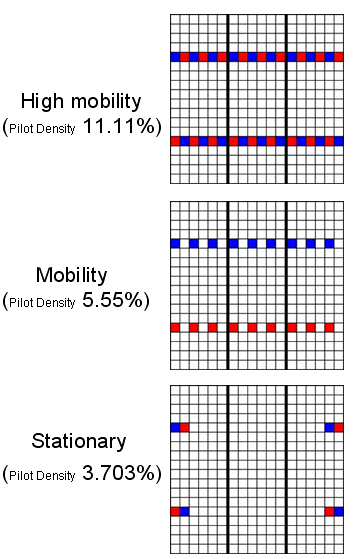 High mobility
(Pilot Density 11.11%)
Mobility
(Pilot Density 5.55%)
Stationary
(Pilot Density 3.703%)